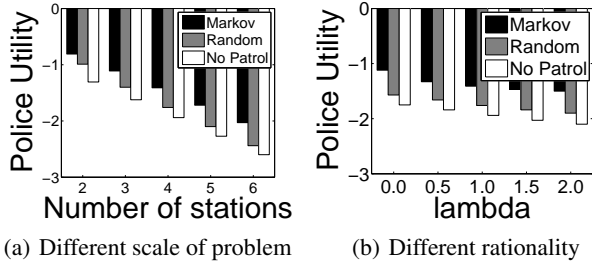 0
-1
-2
-3
Police Utility
Markov
Random
No Patrol
2 3 4 5 6
Number of stations
(a) Different scale of problem
0
-1
-2
-3
Police Utility
Markov
Random
No Patrol
0.0 0.5 1.0 1.5 2.0
lambda
(b) Different rationality